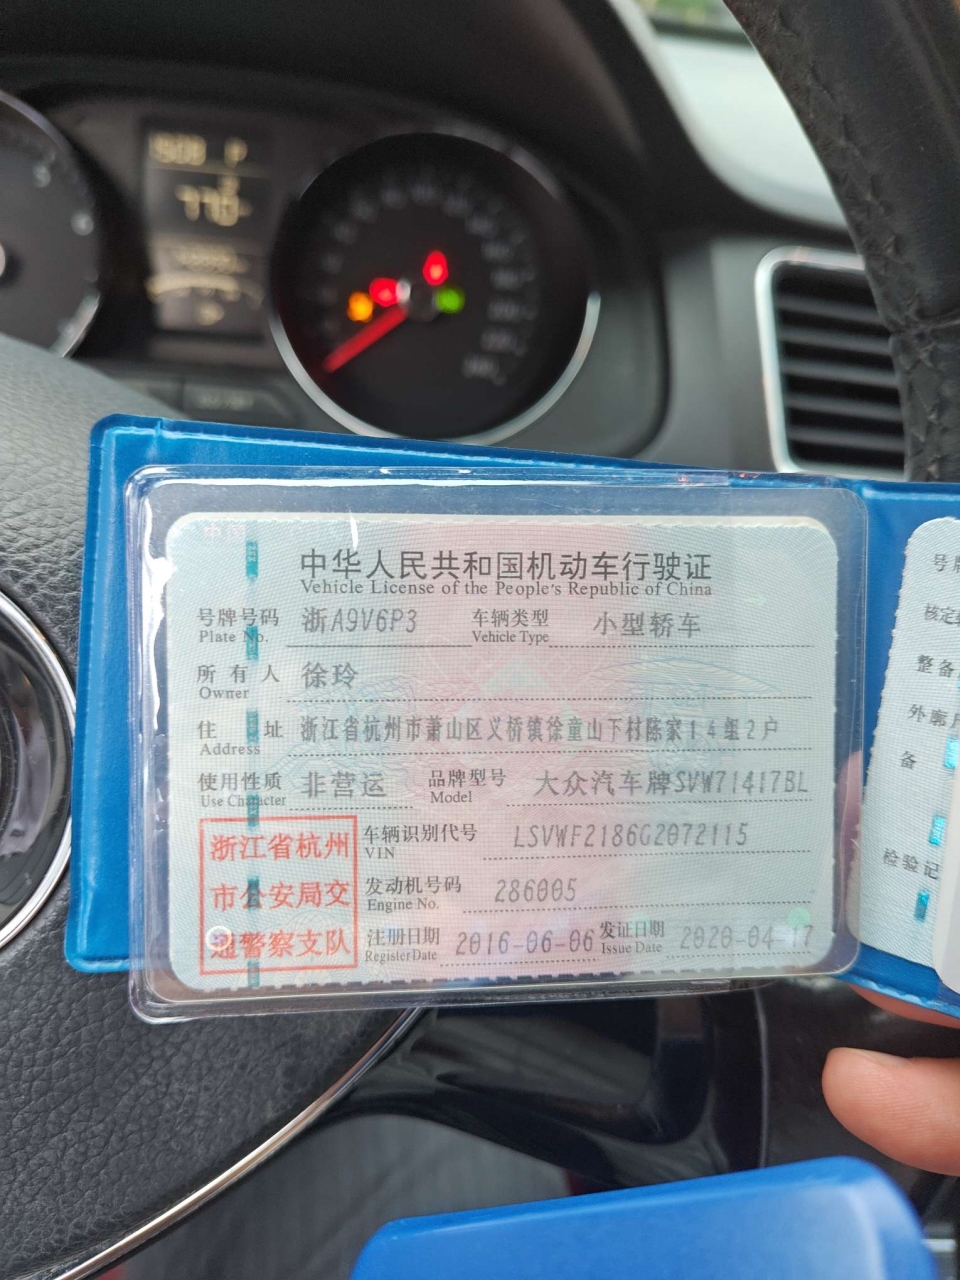 中华人民共和国机动车行驶证
Vehicle License of the People's Republic of China
号牌号码 浙A9V6P3 车辆类型 小型轿车
Plate No. Vehicle Type
所有人 徐玲
Owner
住址 浙江省杭州市萧山区义桥镇徐童山下村陈家14组2户
Address
使用性质 非营运 品牌型号 大众汽车牌SVW71417BL
Use Character Model
浙江省杭州市公安局交通警察支队
车辆识别代号 LSVWF2186G2072115
VIN
发动机号码 286005
Engine No.
注册日期 2016-06-06 发证日期 2020-04-17
Register Date Issue Date
号牌
核定
整备
外廓
备
检验记